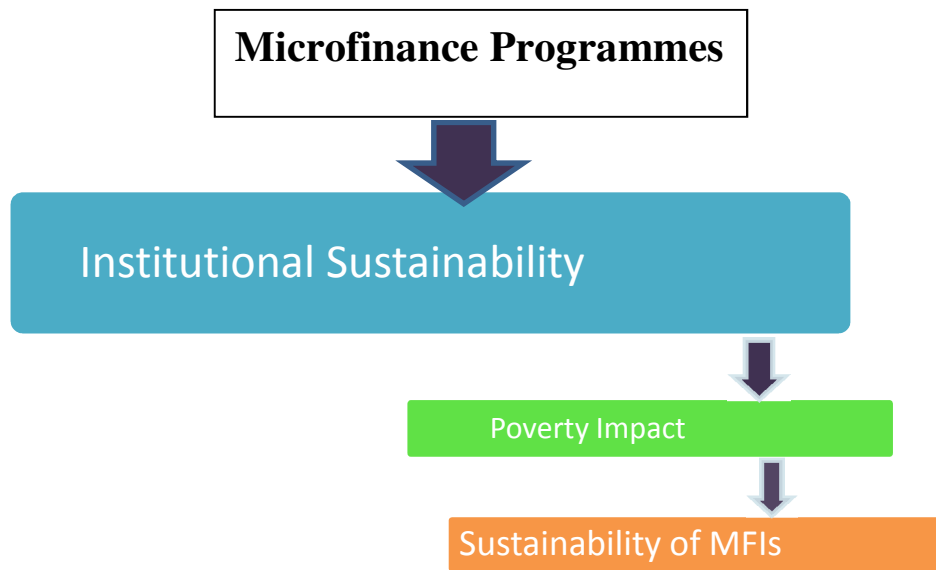 Microfinance Programmes
Institutional Sustainability
Poverty Impact
Sustainability of MFIs